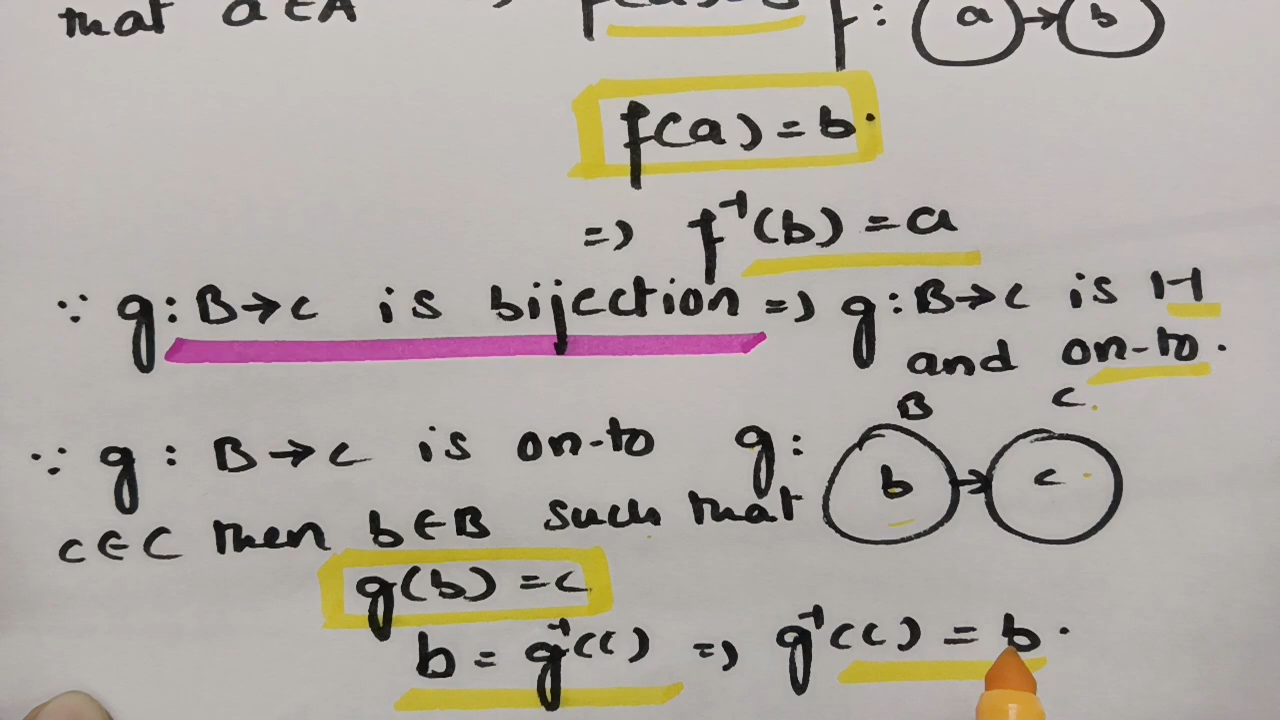 that a∈A f: a → b
f(a) = b.
=> f⁻¹(b) = a
∵ g: B→C is bijection => g: B→C is 1-1
and on-to.
B C
∵ g: B→C is on-to g: b → c
c∈C then b∈B such that
g(b) = c
b = g⁻¹(c) => g⁻¹(c) = b.